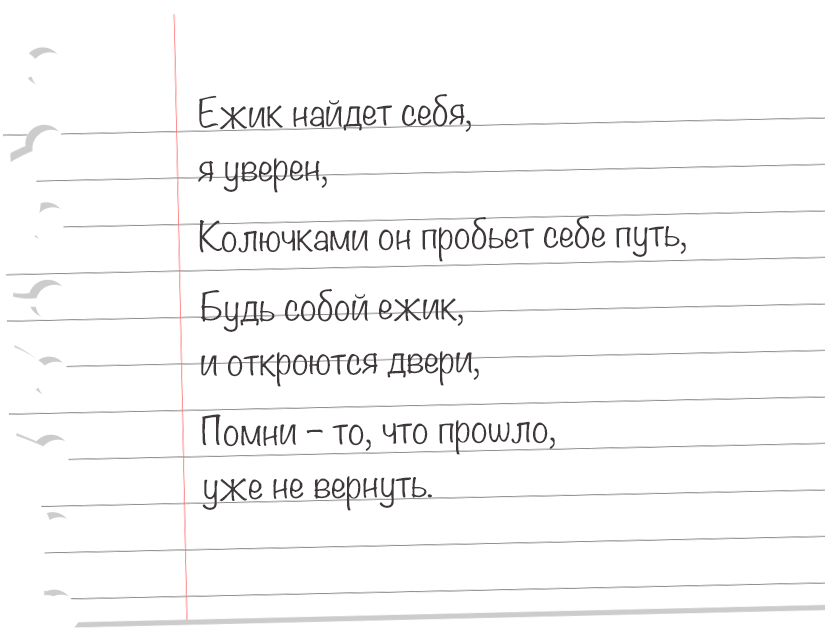 Ежик найдет себя,
я уверен,
Колючками он пробьет себе путь,
Будь собой ежик,
и откроются двери,
Помни – то, что прошло,
уже не вернуть.